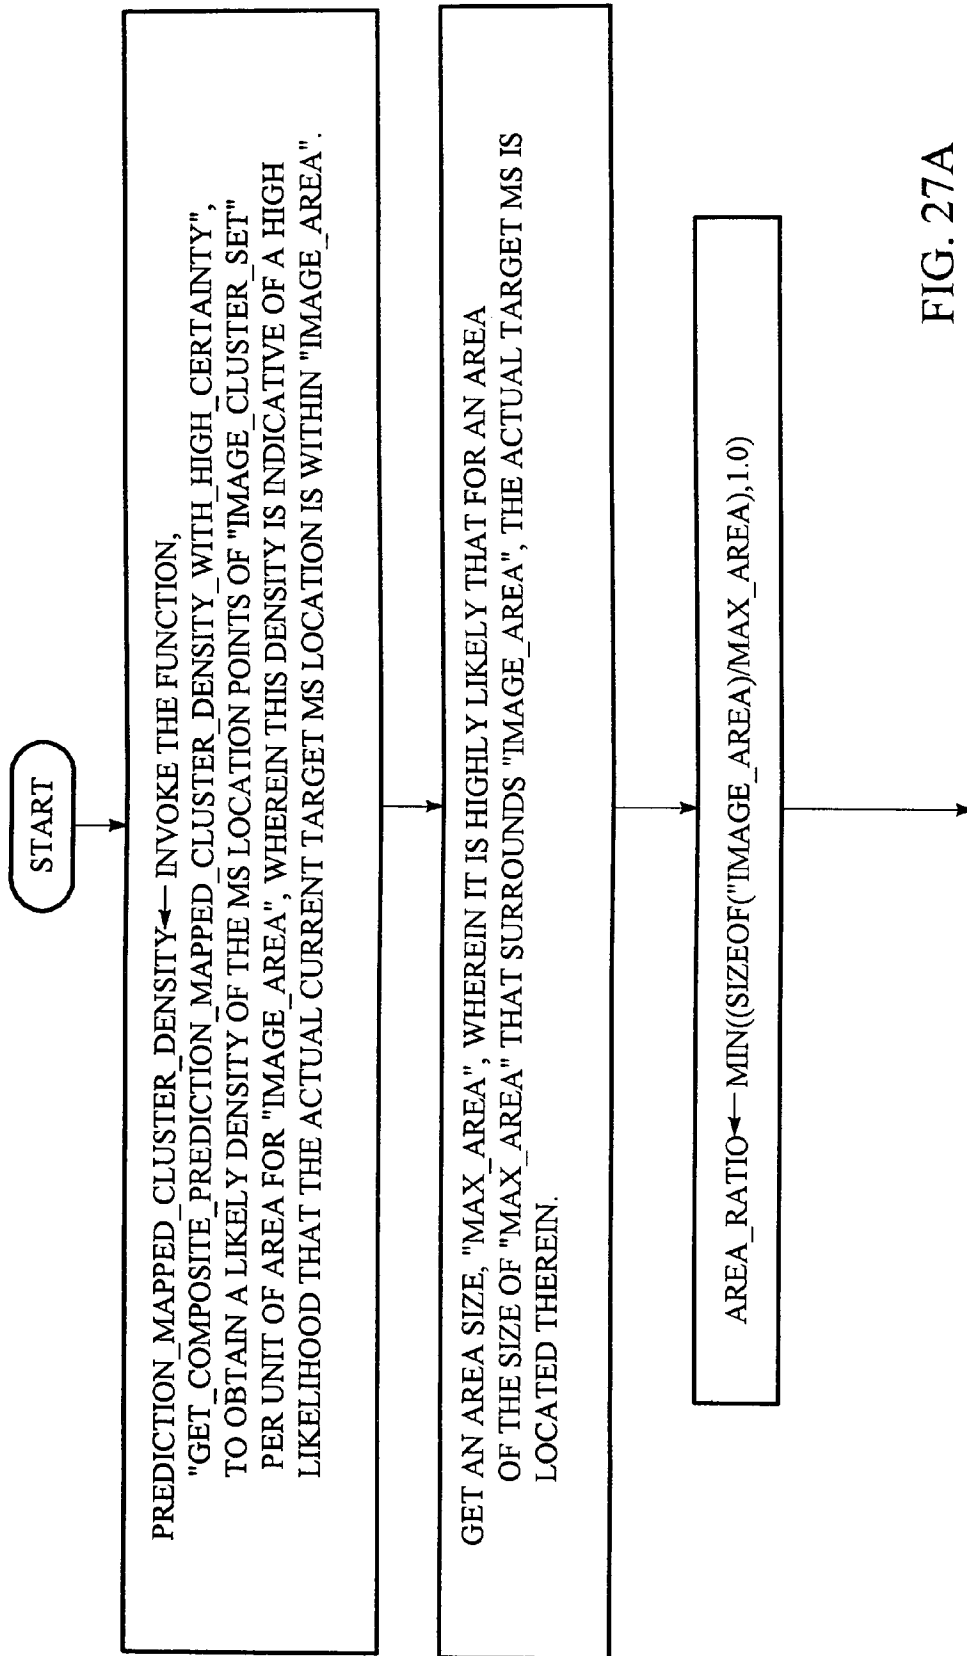 START
PREDICTION_MAPPED_CLUSTER_DENSITY ← INVOKE THE FUNCTION,
"GET_COMPOSITE_PREDICTION_MAPPED_CLUSTER_DENSITY_WITH_HIGH_CERTAINTY",
TO OBTAIN A LIKELY DENSITY OF THE MS LOCATION POINTS OF "IMAGE_CLUSTER_SET"
PER UNIT OF AREA FOR "IMAGE_AREA", WHEREIN THIS DENSITY IS INDICATIVE OF A HIGH
LIKELIHOOD THAT THE ACTUAL CURRENT TARGET MS LOCATION IS WITHIN "IMAGE_AREA".
GET AN AREA SIZE, "MAX_AREA", WHEREIN IT IS HIGHLY LIKELY THAT FOR AN AREA
OF THE SIZE OF "MAX_AREA" THAT SURROUNDS "IMAGE_AREA", THE ACTUAL TARGET MS IS
LOCATED THEREIN.
AREA_RATIO ← MIN((SIZEOF("IMAGE_AREA)/MAX_AREA),1.0)
FIG. 27A